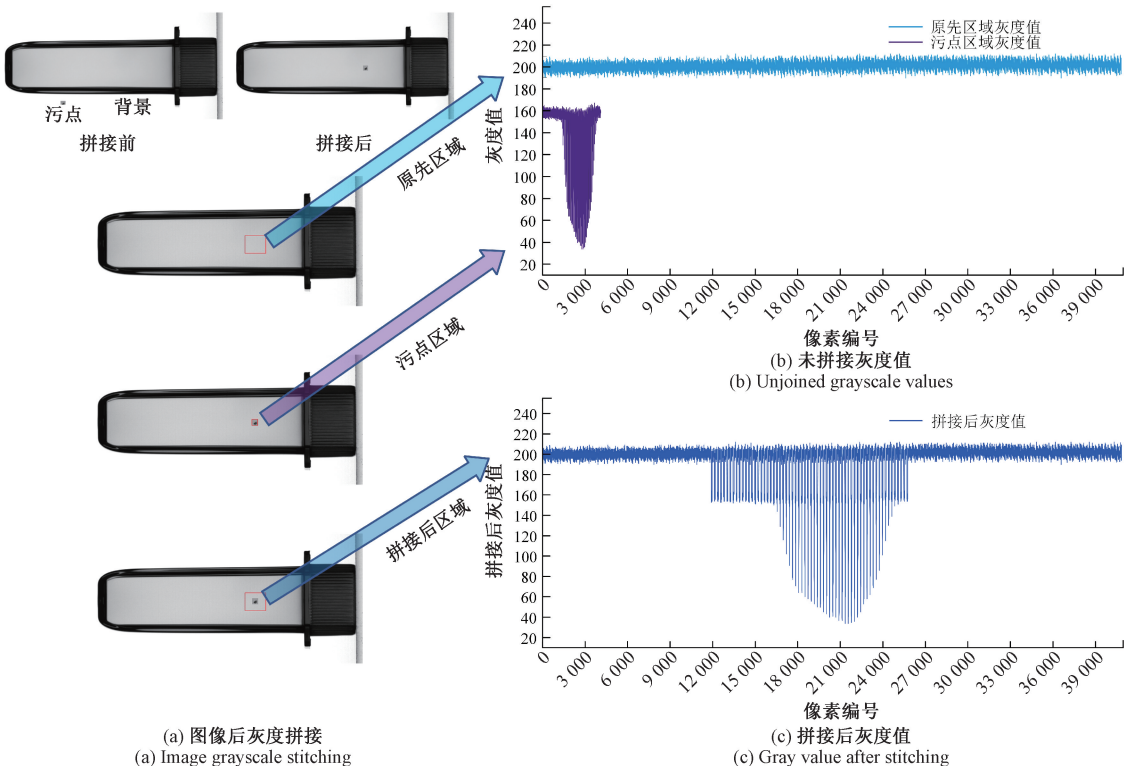 污点
背景
拼接前
拼接后
原先区域
污点区域
拼接后区域
(a) 图像后灰度拼接
(a) Image grayscale stitching
灰度值
240
220
200
180
160
140
120
100
80
60
40
20
原先区域灰度值
污点区域灰度值
0
3 000
6 000
9 000
12 000
15 000
18 000
21 000
24 000
27 000
30 000
33 000
36 000
39 000
像素编号
(b) 未拼接灰度值
(b) Unjoined grayscale values
拼接后灰度值
240
220
200
180
160
140
120
100
80
60
40
20
拼接后灰度值
0
3 000
6 000
9 000
12 000
15 000
18 000
21 000
24 000
27 000
30 000
33 000
36 000
39 000
像素编号
(c) 拼接后灰度值
(c) Gray value after stitching